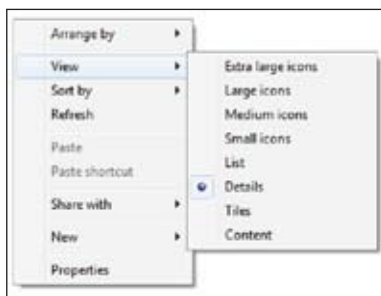 Arrange by
View
Sort by
Refresh
Paste
Paste shortcut
Share with
New
Properties
Extra large icons
Large icons
Medium icons
Small icons
List
Details
Tiles
Content